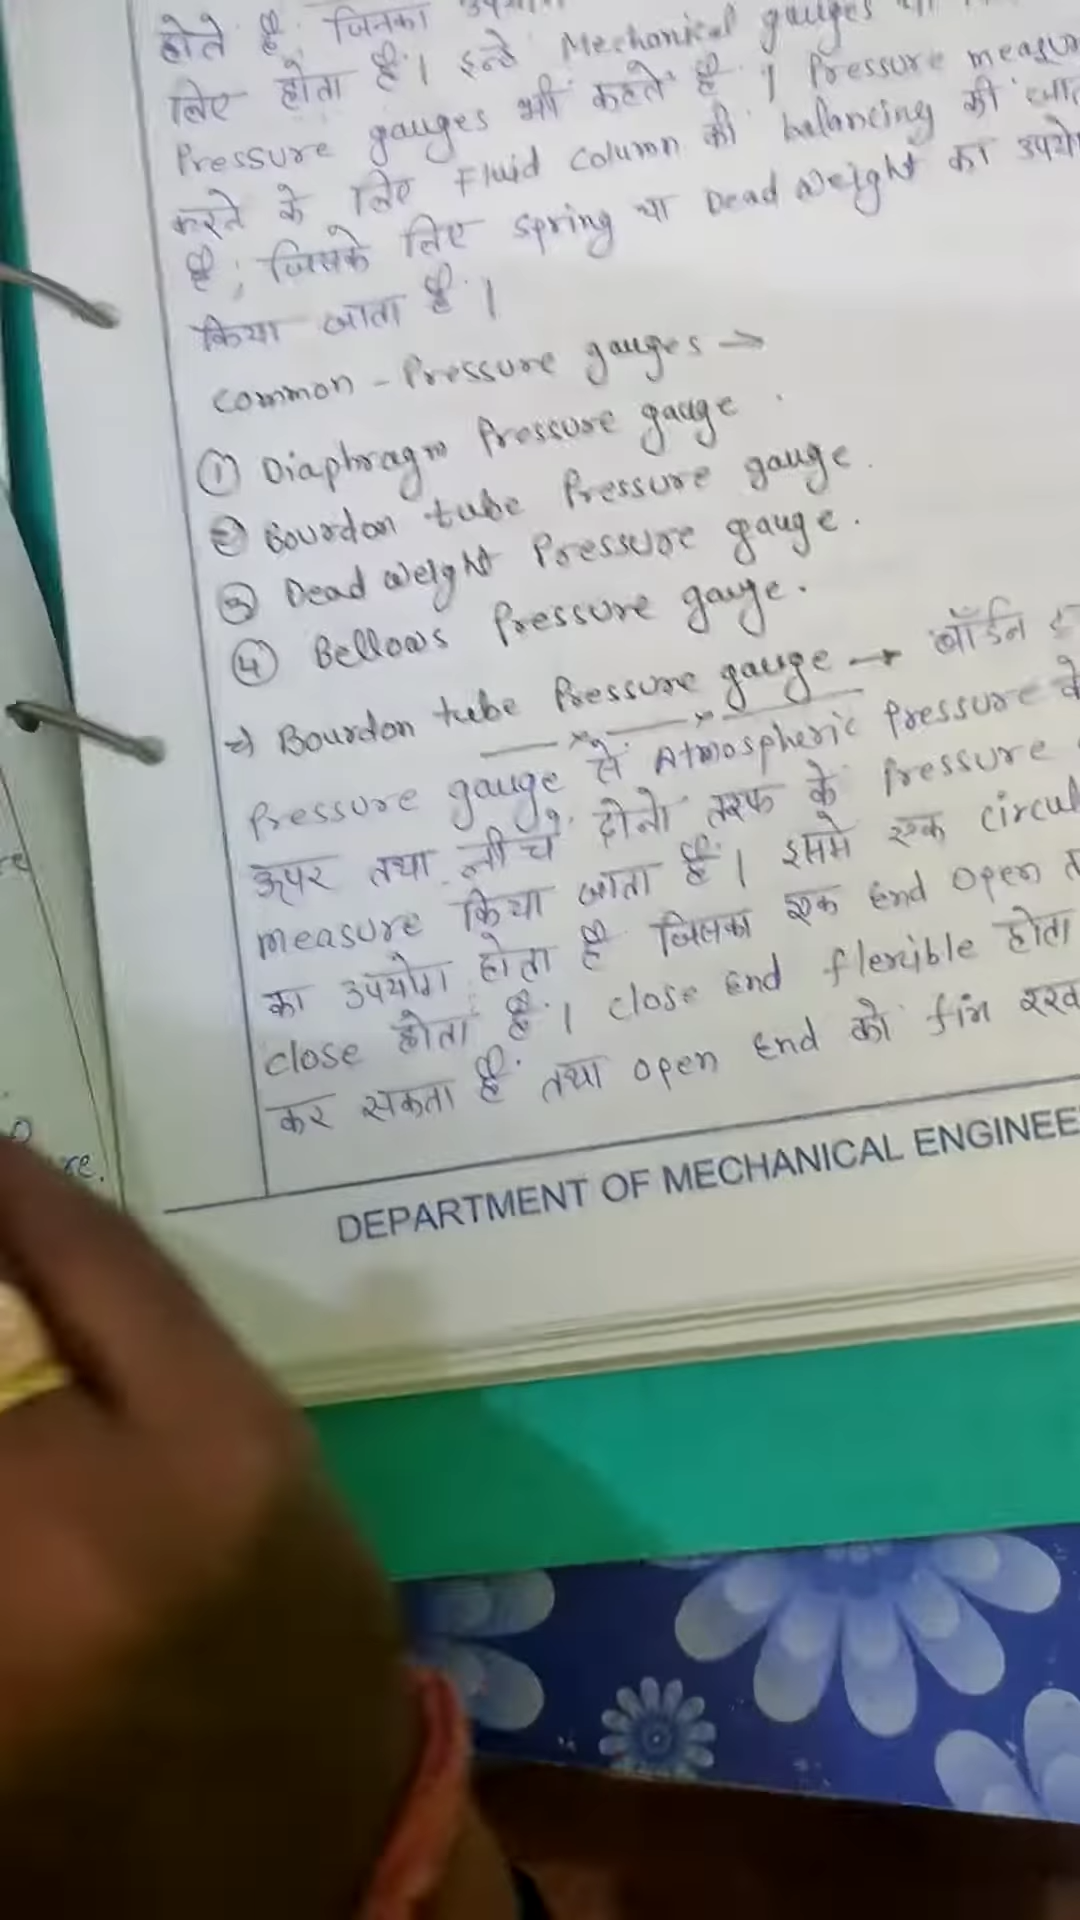 होते हैं जिनका
लिए होता है। इन्हे Mechanical gauges
Pressure gauges भी कहते है। Pressure
करने के लिए Fluid column की balancing की
है, जिसके लिए spring या Dead weight का
किया जाता है।
common - Pressure gauges →
① Diaphragm Pressure gauge.
② Bourdon tube Pressure gauge.
③ Dead weight Pressure gauge.
④ Bellows Pressure gauge.
Bourdon tube Pressure gauge → बॉर्डन
Pressure gauge से Atmospheric Pressure के
ऊपर तथा नीचे दोनो तरफ के Pressure
measure किया जाता है। इसमे एक
का उपयोग होता है जिसका एक End open
close होता है। close End flexible होता
कर सकता है तथा open End को fix
DEPARTMENT OF MECHANICAL
re.